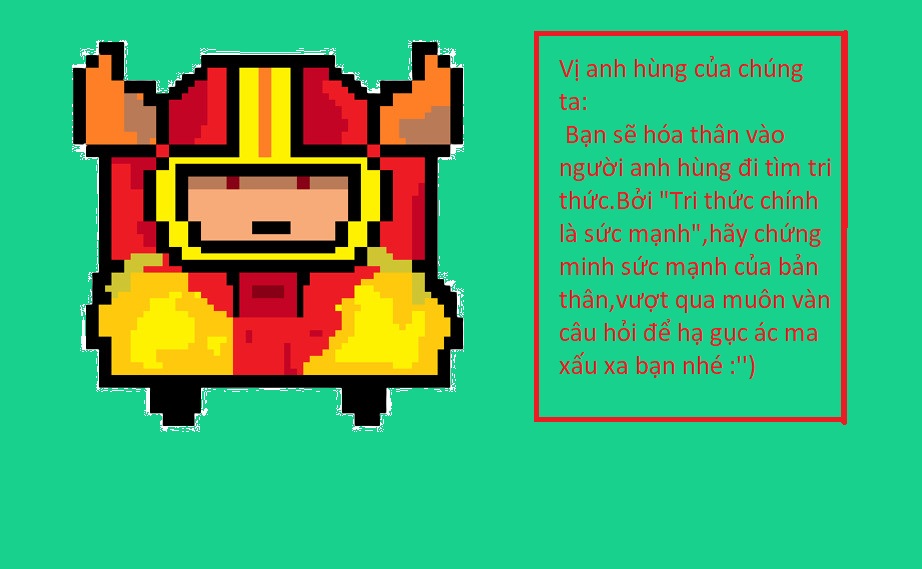 Vị anh hùng của chúng
ta:
Bạn sẽ hóa thân vào
người anh hùng đi tìm tri
thức.Bởi "Tri thức chính
là sức mạnh",hãy chứng
minh sức mạnh của bản
thân,vượt qua muôn vàn
câu hỏi để hạ gục ác ma
xấu xa bạn nhé :'')